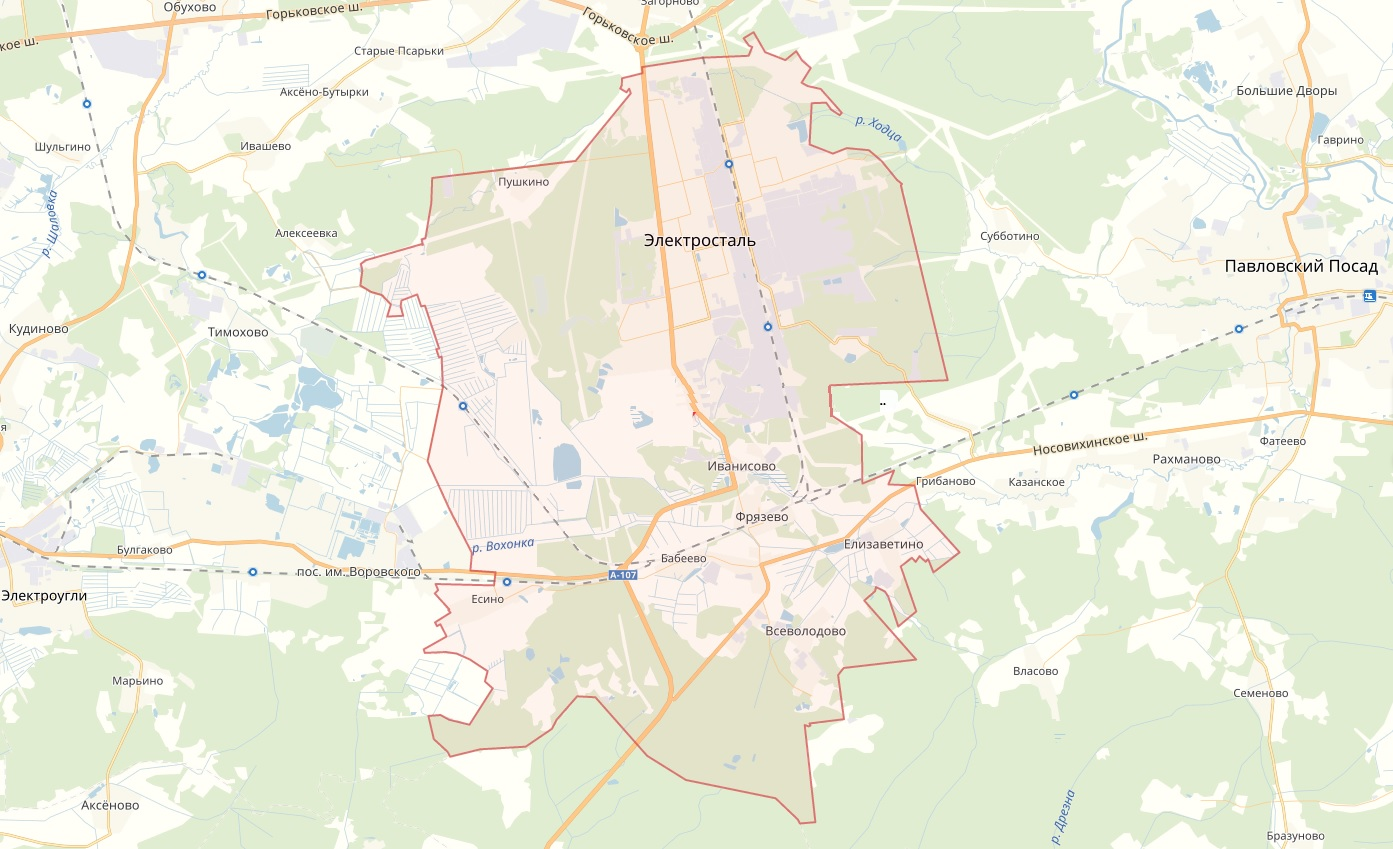 Обухово
Горьковское ш.
Загорново
Горьковское ш.
кое ш.
Старые Псарьки
Аксёно-Бутырки
Большие Дворы
р. Ходца
Гаврино
Шульгино
Ивашево
Пушкино
р. Шаловка
Алексеевка
Электросталь
Субботино
Павловский Посад
Кудиново
Тимохово
..
я
Носовихинское ш.
Фатеево
Иванисово
Рахманово
Грибаново
Казанское
Фрязево
р. Вохонка
Елизаветино
Булгаково
Бабеево
пос. им. Воровского
А-107
Электроугли
Есино
Всеволодово
Власово
Марьино
Семеново
Аксёново
р. Дрезна
Бразуново